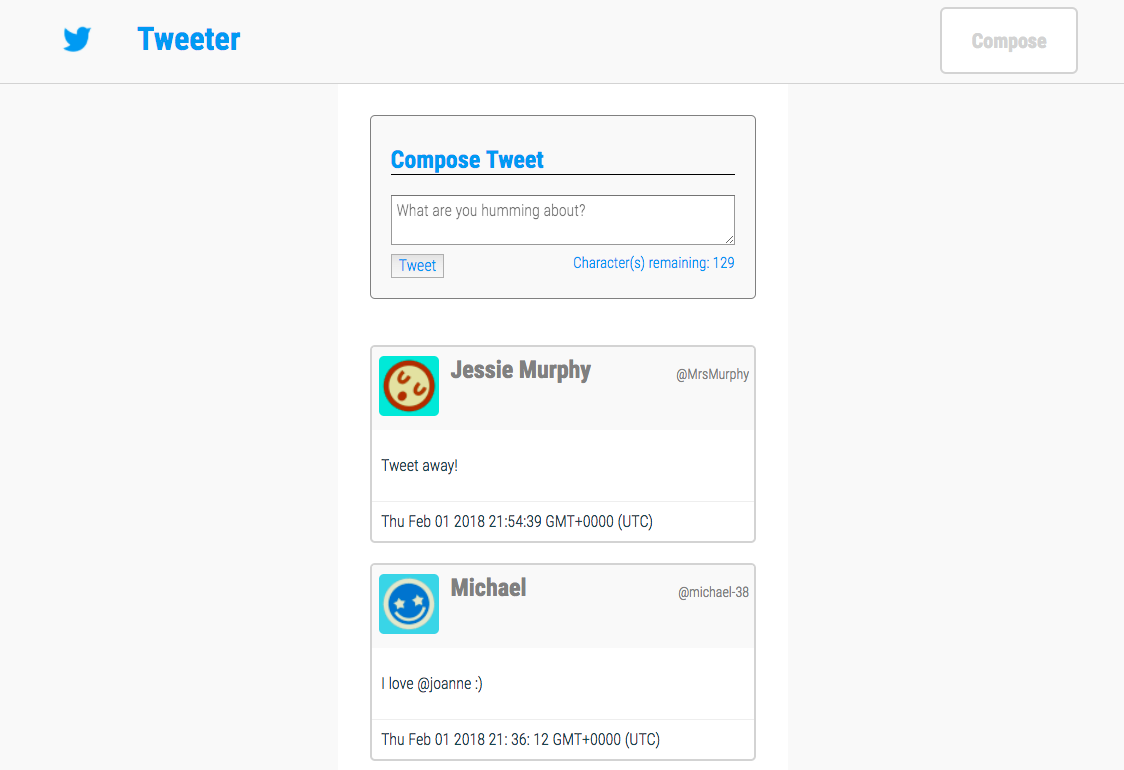 Tweeter
Compose
Compose Tweet
What are you humming about?
Tweet
Character(s) remaining: 129
Jessie Murphy
@MrsMurphy
Tweet away!
Thu Feb 01 2018 21:54:39 GMT+0000 (UTC)
Michael
@michael-38
I love @joanne :)
Thu Feb 01 2018 21: 36: 12 GMT+0000 (UTC)